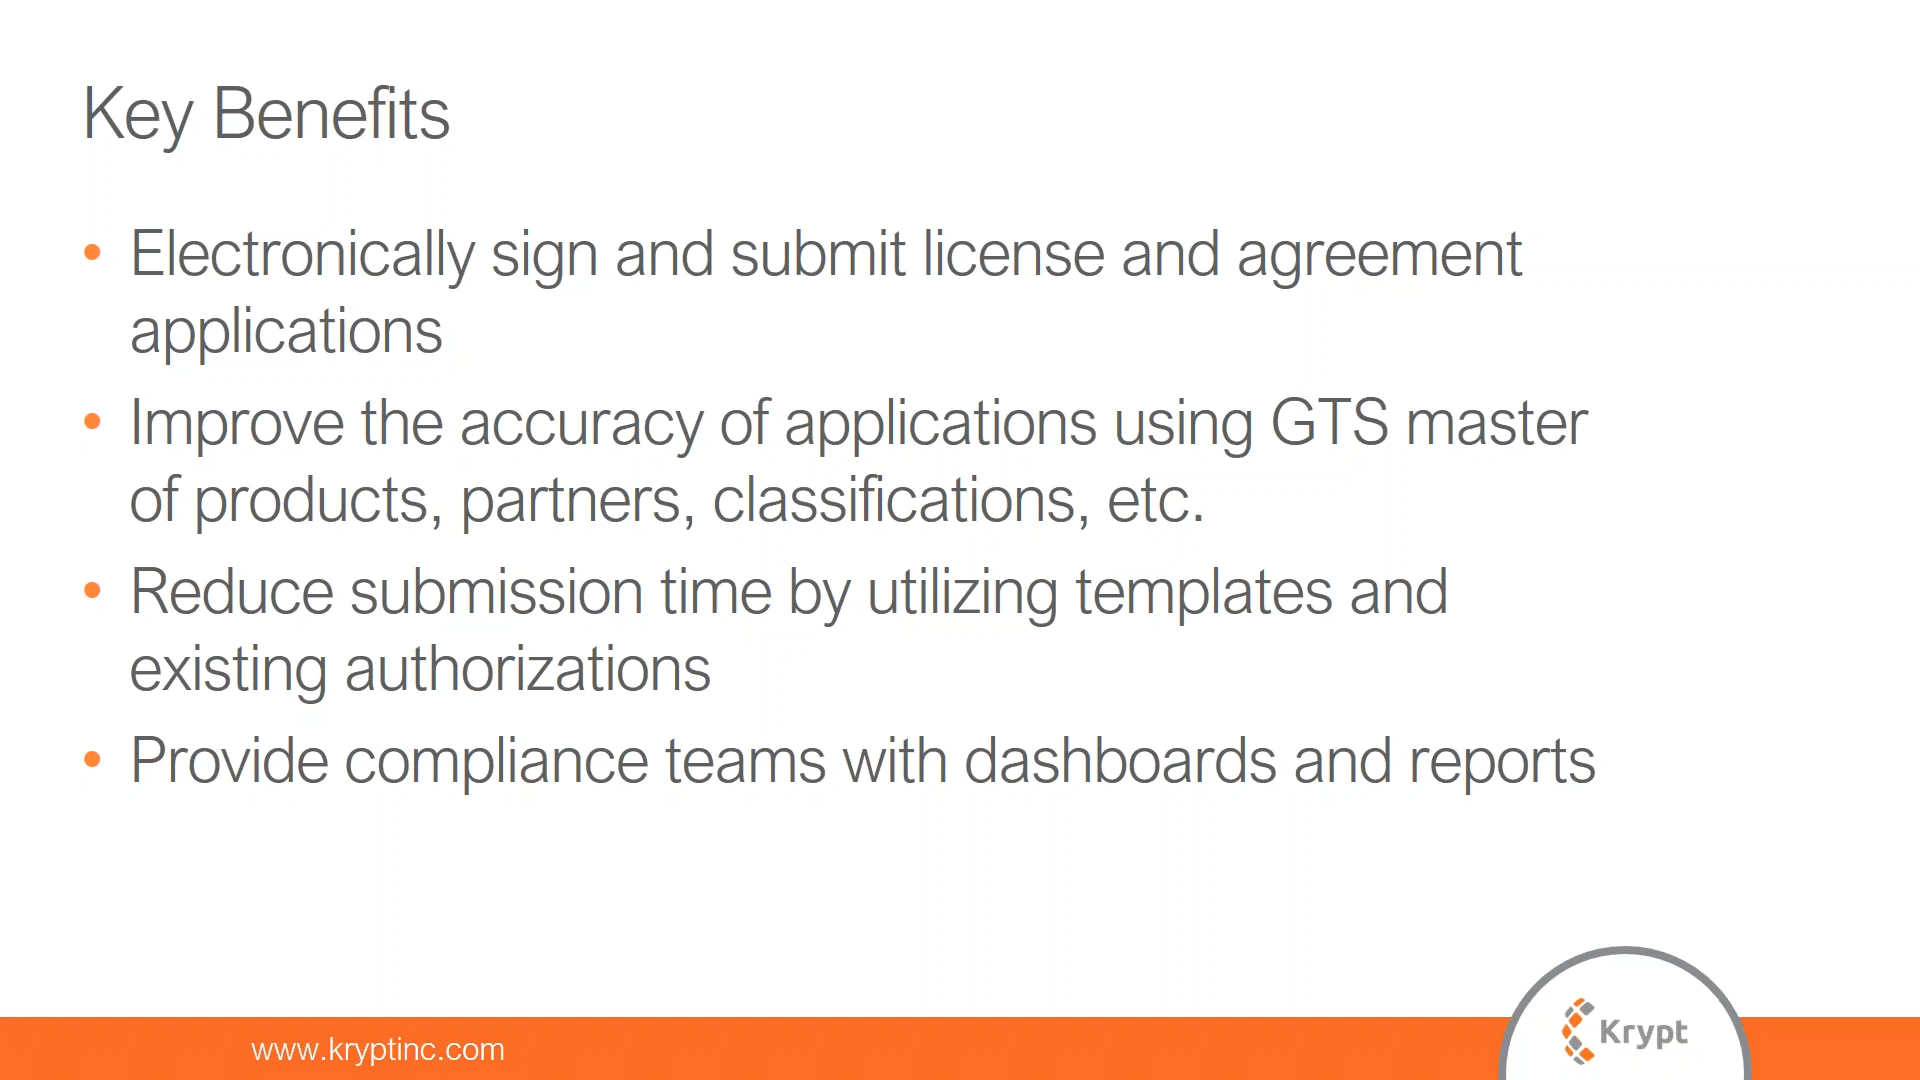 Key Benefits
• Electronically sign and submit license and agreement
applications
• Improve the accuracy of applications using GTS master
of products, partners, classifications, etc.
• Reduce submission time by utilizing templates and
existing authorizations
• Provide compliance teams with dashboards and reports
www.kryptinc.com
Krypt